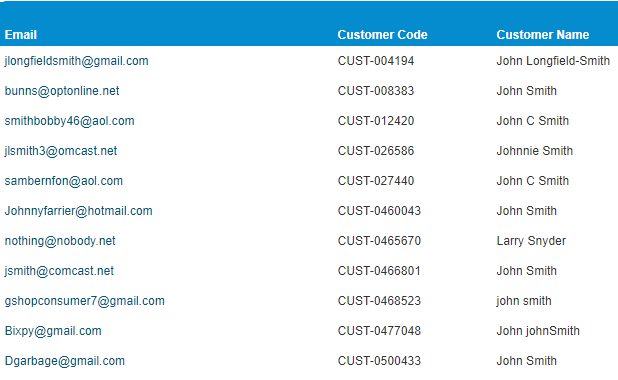 Email Customer Code Customer Name
jlongfieldsmith@gmail.com CUST-004194 John Longfield-Smith
bunns@optonline.net CUST-008383 John Smith
smithbobby46@aol.com CUST-012420 John C Smith
jlsmith3@omcast.net CUST-026586 Johnnie Smith
sambernfon@aol.com CUST-027440 John C Smith
Johnnyfarrier@hotmail.com CUST-0460043 John Smith
nothing@nobody.net CUST-0465670 Larry Snyder
jsmith@comcast.net CUST-0466801 John Smith
gshopconsumer7@gmail.com CUST-0468523 john smith
Bixpy@gmail.com CUST-0477048 John johnSmith
Dgarbage@gmail.com CUST-0500433 John Smith